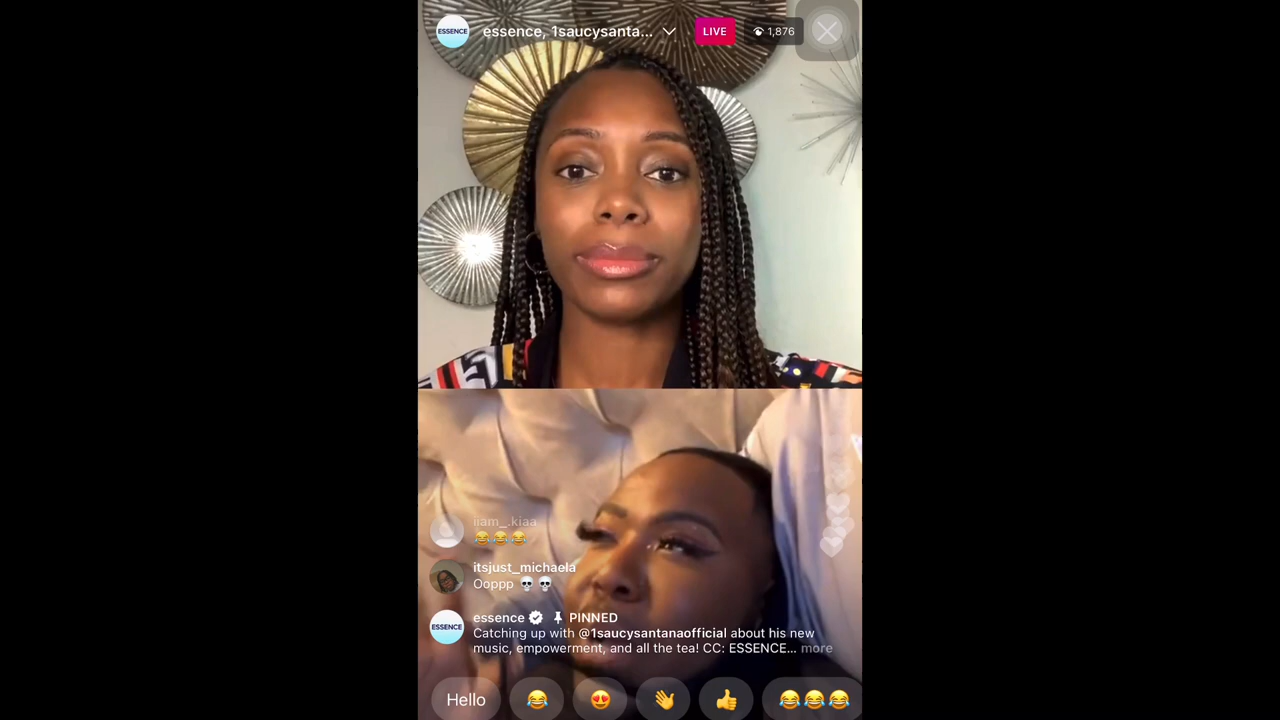 ESSENCE
essence, 1saucysanta...
LIVE
1,876
iiam_.kiaa
😂😂😂
itsjust_michaela
Ooppp 💀💀
ESSENCE
essence PINNED
Catching up with @1saucysantanaofficial about his new
music, empowerment, and all the tea! CC: ESSENCE... more
Hello 😂 😍 👋 👍 😂😂😂